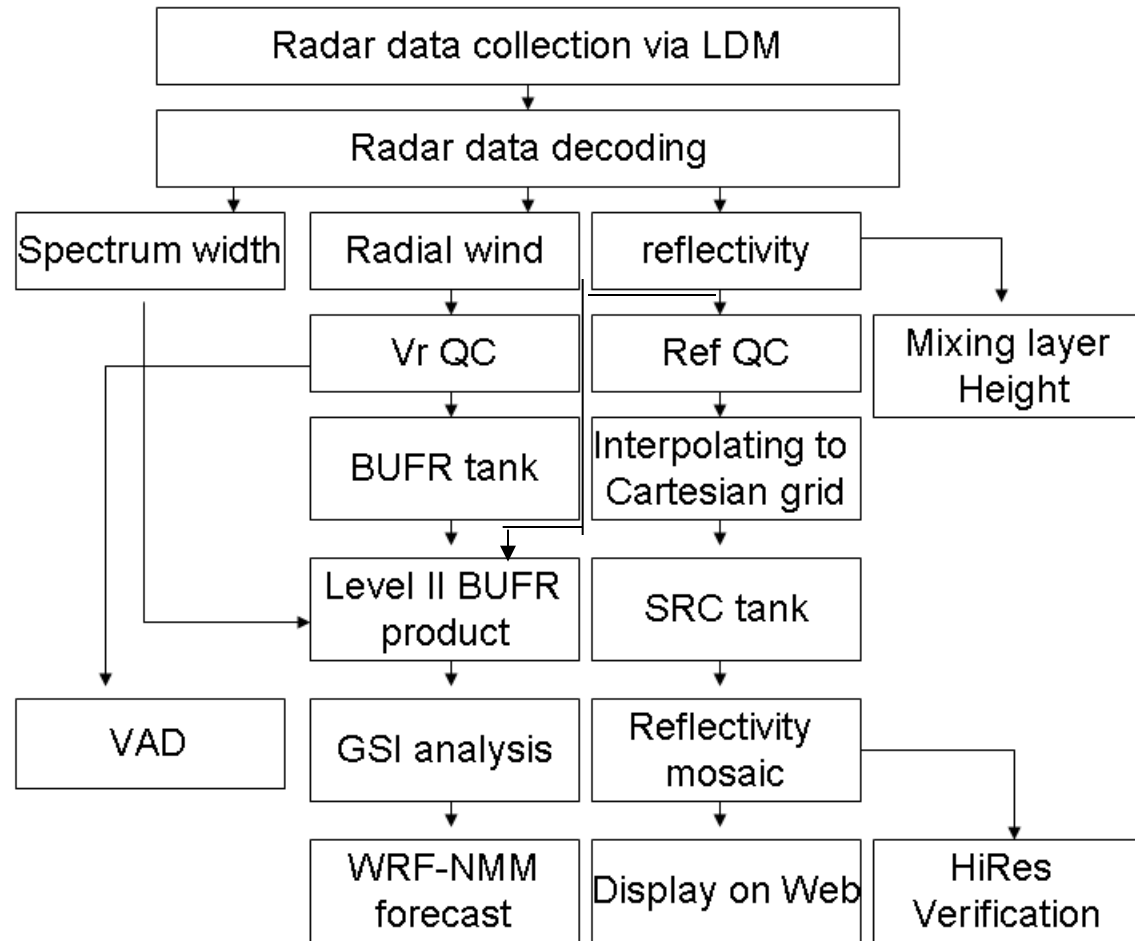 Radar data collection via LDM
Radar data decoding
Spectrum width
Radial wind
reflectivity
Vr QC
Ref QC
Mixing layer
Height
BUFR tank
Interpolating to
Cartesian grid
Level II BUFR
product
SRC tank
VAD
GSI analysis
Reflectivity
mosaic
WRF-NMM
forecast
Display on Web
HiRes
Verification